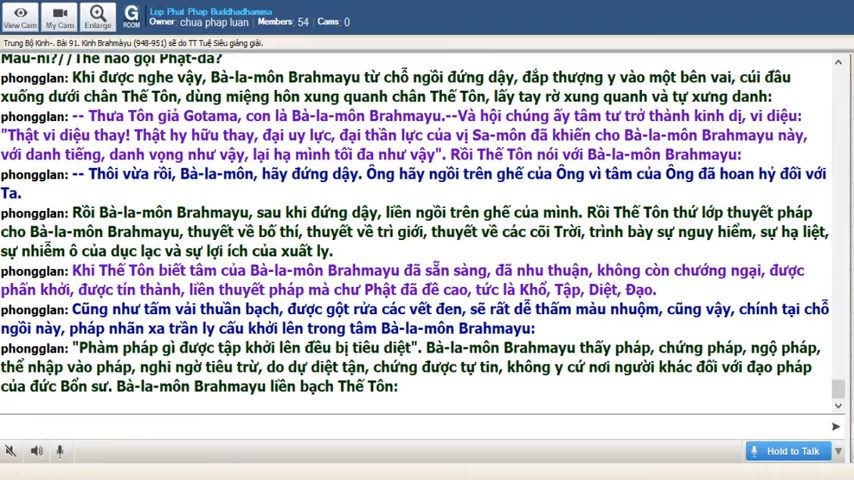 Lop Phat Phap Buddhadhamma
Owner: chua phap luan Members: 54 Cams: 0
View Cam My Cam Enlarge G ROOM
Trung Bộ Kinh-. Bài 91. Kinh Brahmàyu (948-951) sẽ do TT Tuệ Siêu giảng giải.
Mâu-ni?//Thế nào gọi Phật-đà?
phongglan: Khi được nghe vậy, Bà-la-môn Brahmayu từ chỗ ngồi đứng dậy, đắp thượng y vào một bên vai, cúi đầu
xuống dưới chân Thế Tôn, dùng miệng hôn xung quanh chân Thế Tôn, lấy tay rờ xung quanh và tự xưng danh:
phongglan: -- Thưa Tôn giả Gotama, con là Bà-la-môn Brahmayu.--Và hội chúng ấy tâm tư trở thành kinh dị, vi diệu:
"Thật vi diệu thay! Thật hy hữu thay, đại uy lực, đại thần lực của vị Sa-môn đã khiến cho Bà-la-môn Brahmayu này,
với danh tiếng, danh vọng như vậy, lại hạ mình tối đa như vậy". Rồi Thế Tôn nói với Bà-la-môn Brahmayu:
phongglan: -- Thôi vừa rồi, Bà-la-môn, hãy đứng dậy. Ông hãy ngồi trên ghế của Ông vì tâm của Ông đã hoan hỷ đối với
Ta.
phongglan: Rồi Bà-la-môn Brahmayu, sau khi đứng dậy, liền ngồi trên ghế của mình. Rồi Thế Tôn thứ lớp thuyết pháp
cho Bà-la-môn Brahmayu, thuyết về bố thí, thuyết về trì giới, thuyết về các cõi Trời, trình bày sự nguy hiểm, sự hạ liệt,
sự nhiễm ô của dục lạc và sự lợi ích của xuất ly.
phongglan: Khi Thế Tôn biết tâm của Bà-la-môn Brahmayu đã sẵn sàng, đã nhu thuận, không còn chướng ngại, được
phấn khởi, được tín thành, liền thuyết pháp mà chư Phật đã đề cao, tức là Khổ, Tập, Diệt, Đạo.
phongglan: Cũng như tấm vải thuần bạch, được gột rửa các vết đen, sẽ rất dễ thấm màu nhuộm, cũng vậy, chính tại chỗ
ngồi này, pháp nhãn xa trần ly cấu khởi lên trong tâm Bà-la-môn Brahmayu:
phongglan: "Phàm pháp gì được tập khởi lên đều bị tiêu diệt". Bà-la-môn Brahmayu thấy pháp, chứng pháp, ngộ pháp,
thể nhập vào pháp, nghi ngờ tiêu trừ, do dự diệt tận, chứng được tự tin, không y cứ nơi người khác đối với đạo pháp
của đức Bổn sư. Bà-la-môn Brahmayu liền bạch Thế Tôn:
Hold to Talk